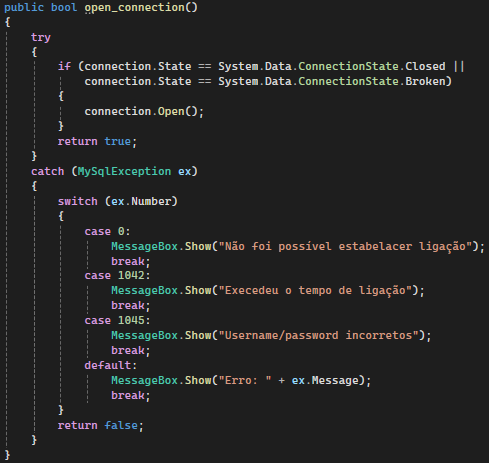 public bool open_connection()
{
try
{
if (connection.State == System.Data.ConnectionState.Closed ||
connection.State == System.Data.ConnectionState.Broken)
{
connection.Open();
}
return true;
}
catch (MySqlException ex)
{
switch (ex.Number)
{
case 0:
MessageBox.Show("Não foi possível estabelacer ligação");
break;
case 1042:
MessageBox.Show("Execedeu o tempo de ligação");
break;
case 1045:
MessageBox.Show("Username/password incorretos");
break;
default:
MessageBox.Show("Erro: " + ex.Message);
break;
}
return false;
}
}